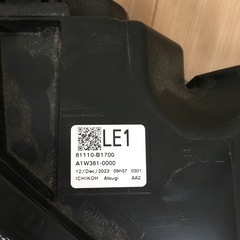 LE1
81110-B1700
A1W381-0000
12/Dec/2023 09h57 0301
ICHIKOH Atsugi AA2